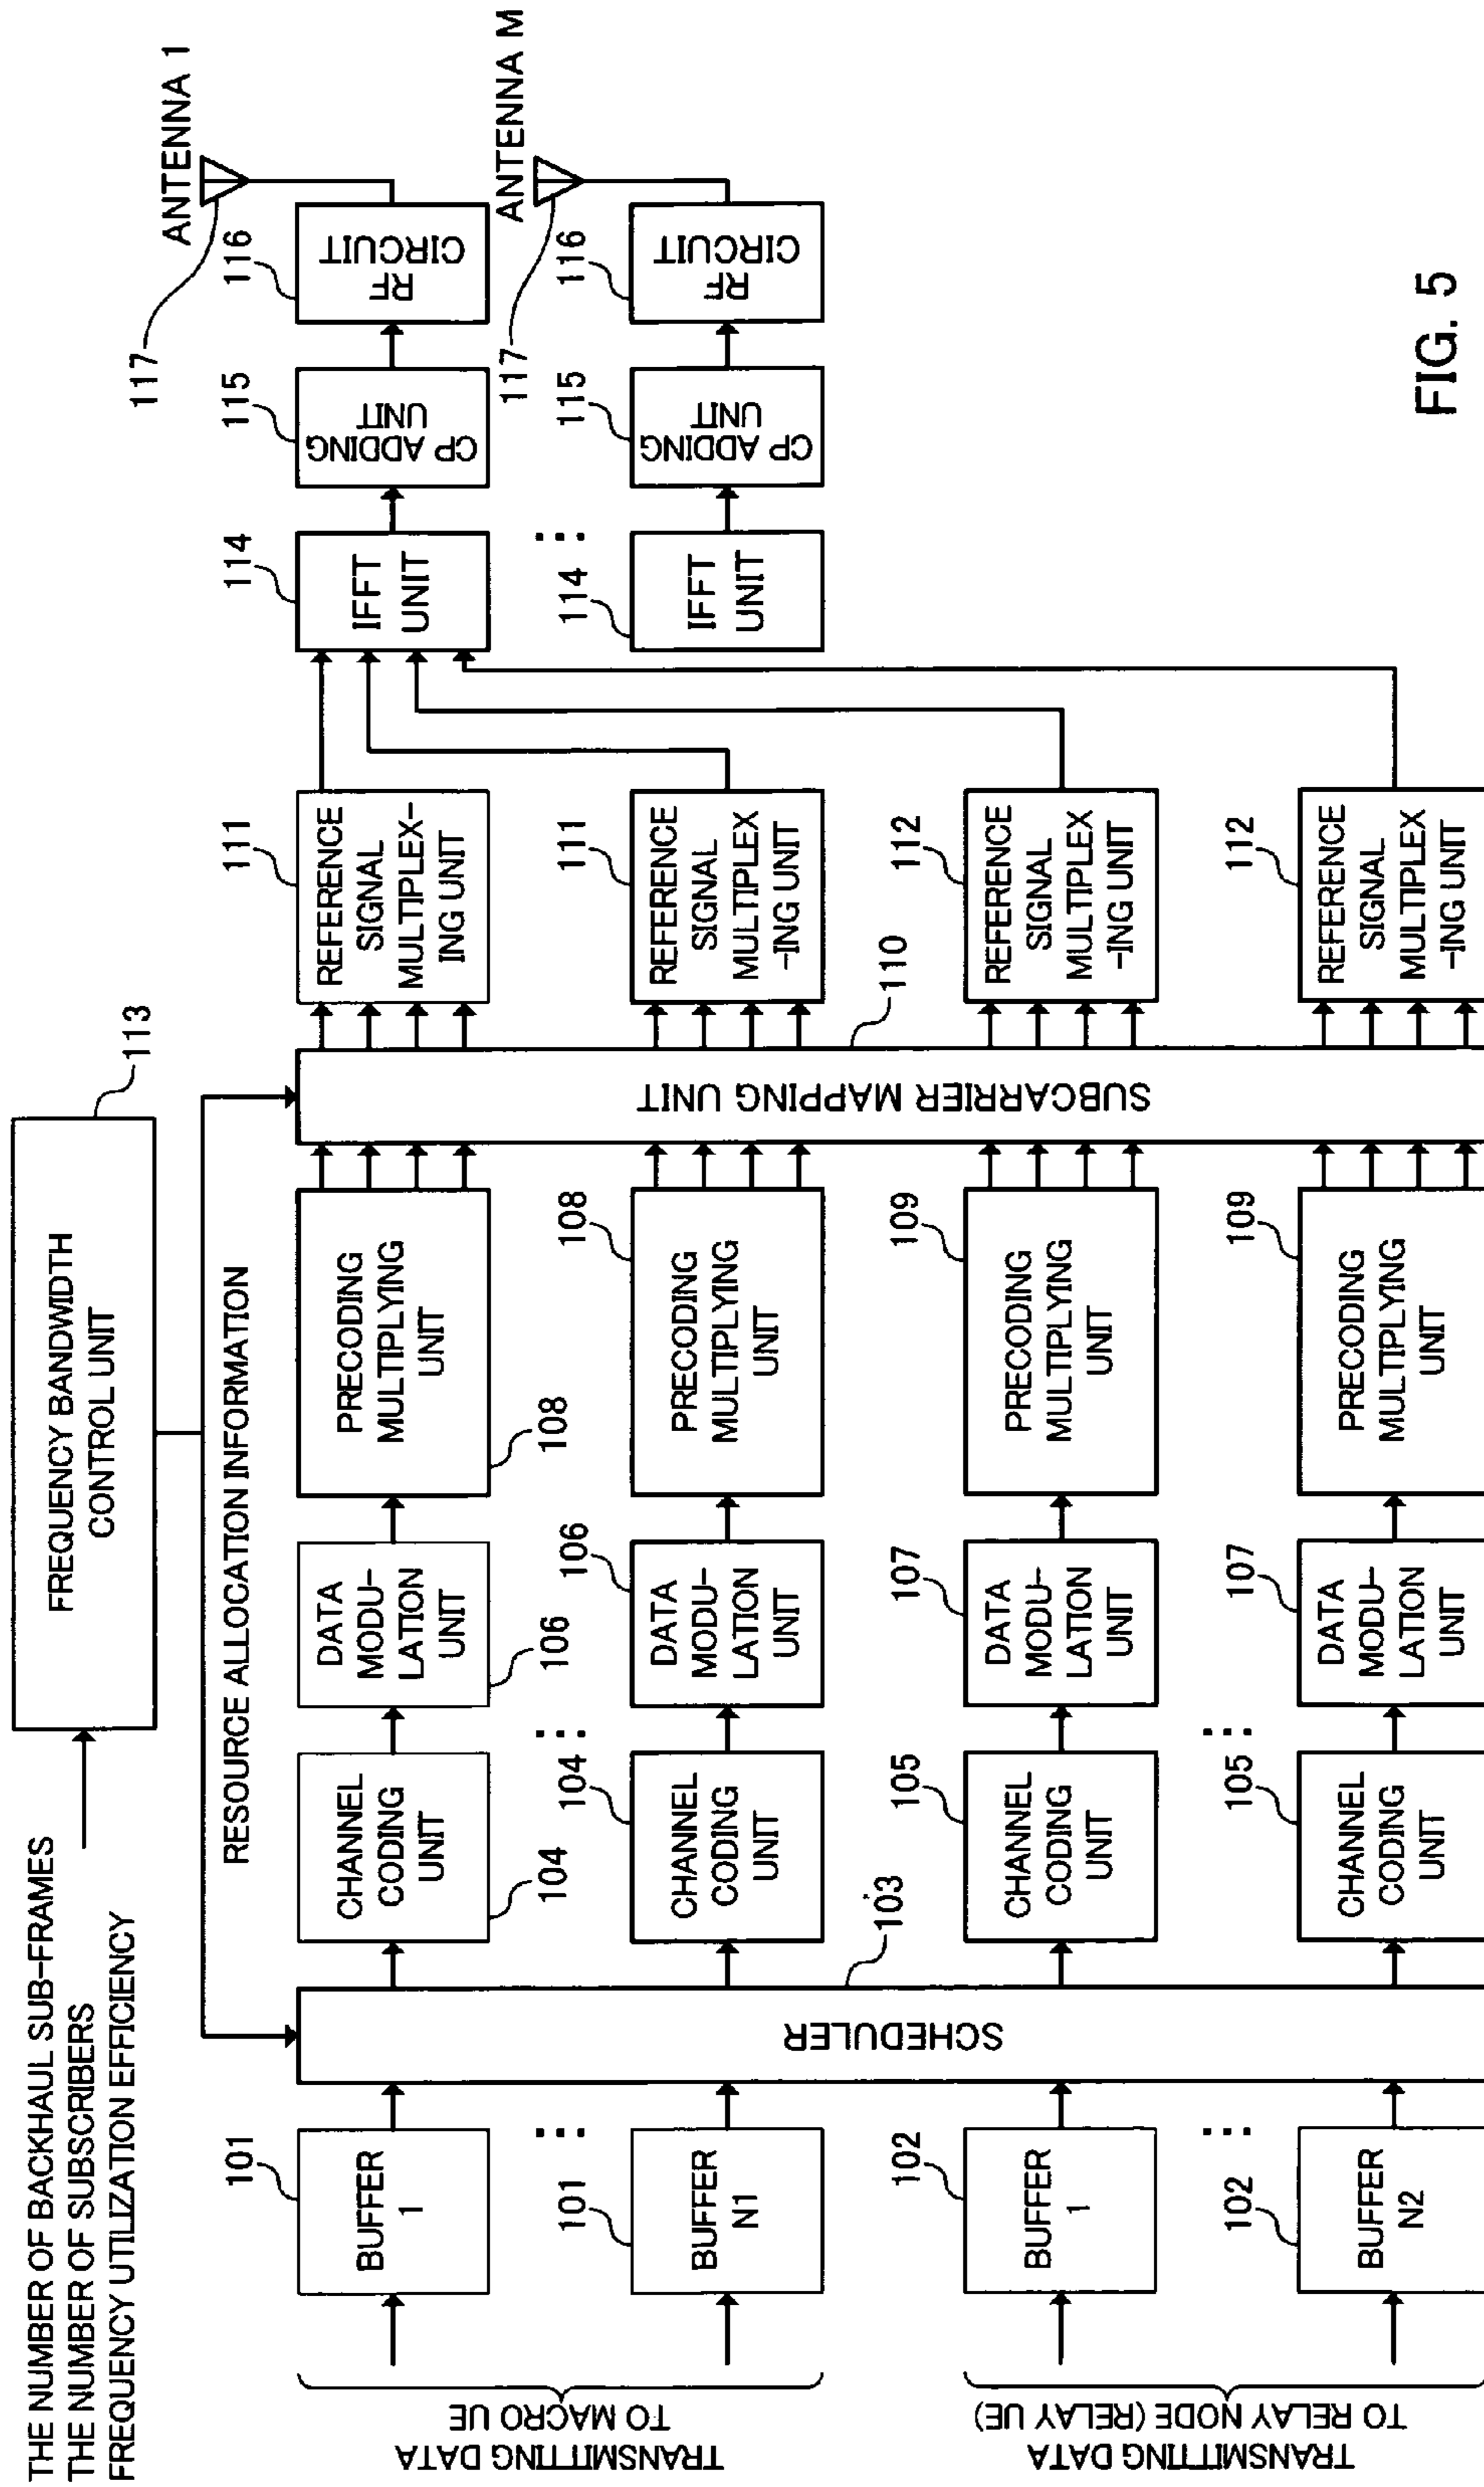 THE NUMBER OF BACKHAUL SUB-FRAMES
THE NUMBER OF SUBSCRIBERS
FREQUENCY UTILIZATION EFFICIENCY
FREQUENCY BANDWIDTH
CONTROL UNIT
113
RESOURCE ALLOCATION INFORMATION
TRANSMITTING DATA
TO MACRO UE
101
BUFFER
1
104
CHANNEL
CODING
UNIT
106
DATA
MODU-
LATION
UNIT
108
PRECODING
MULTIPLYING
UNIT
111
REFERENCE
SIGNAL
MULTIPLEX-
ING UNIT
114
IFFT
UNIT
115
CP ADDING
UNIT
116
RF
CIRCUIT
117
ANTENNA 1
101
BUFFER
N1
104
CHANNEL
CODING
UNIT
106
DATA
MODU-
LATION
UNIT
108
PRECODING
MULTIPLYING
UNIT
111
REFERENCE
SIGNAL
MULTIPLEX
-ING UNIT
114
IFFT
UNIT
115
CP ADDING
UNIT
116
RF
CIRCUIT
117
ANTENNA M
SCHEDULER
103
SUBCARRIER MAPPING UNIT
110
TRANSMITTING DATA
TO RELAY NODE (RELAY UE)
102
BUFFER
1
105
CHANNEL
CODING
UNIT
107
DATA
MODU-
LATION
UNIT
109
PRECODING
MULTIPLYING
UNIT
112
REFERENCE
SIGNAL
MULTIPLEX
-ING UNIT
102
BUFFER
N2
105
CHANNEL
CODING
UNIT
107
DATA
MODU-
LATION
UNIT
109
PRECODING
MULTIPLYING
UNIT
112
REFERENCE
SIGNAL
MULTIPLEX
-ING UNIT
FIG. 5